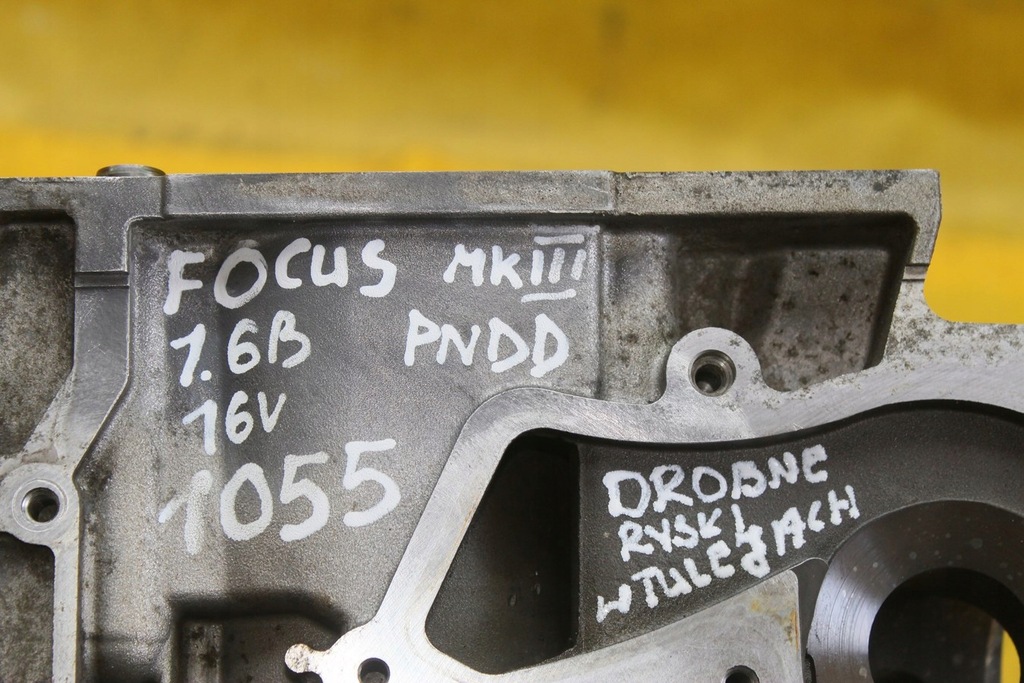 FOCUS MKIII
1.6B PNDD
16V
1055
DROBNE
RYSKI
W TULEJACH